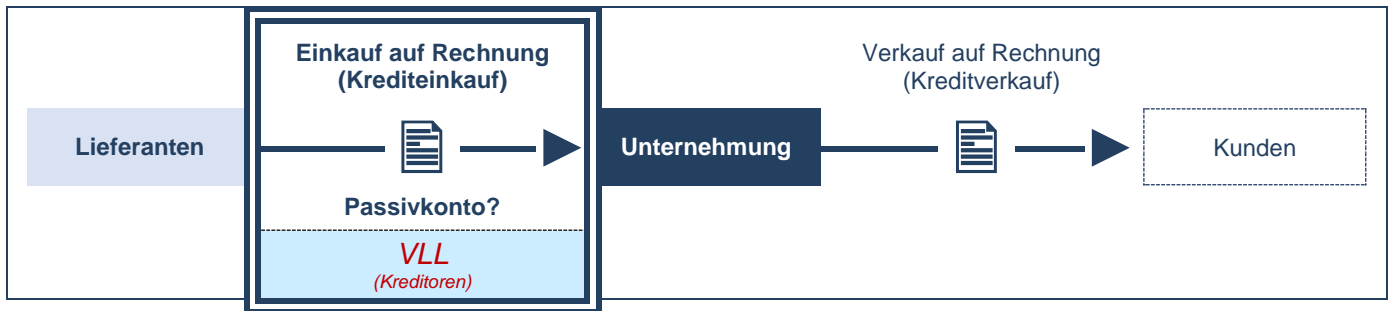 Einkauf auf Rechnung
(Krediteinkauf)
Verkauf auf Rechnung
(Kreditverkauf)
Lieferanten
Unternehmung
Kunden
Passivkonto?
VLL
(Kreditoren)